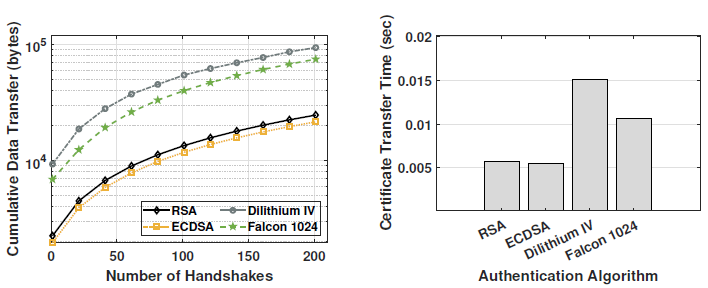 Cumulative Data Transfer (bytes)
10^5
10^4
RSA
ECDSA
Dilithium IV
Falcon 1024
0
50
100
150
200
Number of Handshakes
Certificate Transfer Time (sec)
0.02
0.015
0.01
0.005
RSA
ECDSA
Dilithium IV
Falcon 1024
Authentication Algorithm